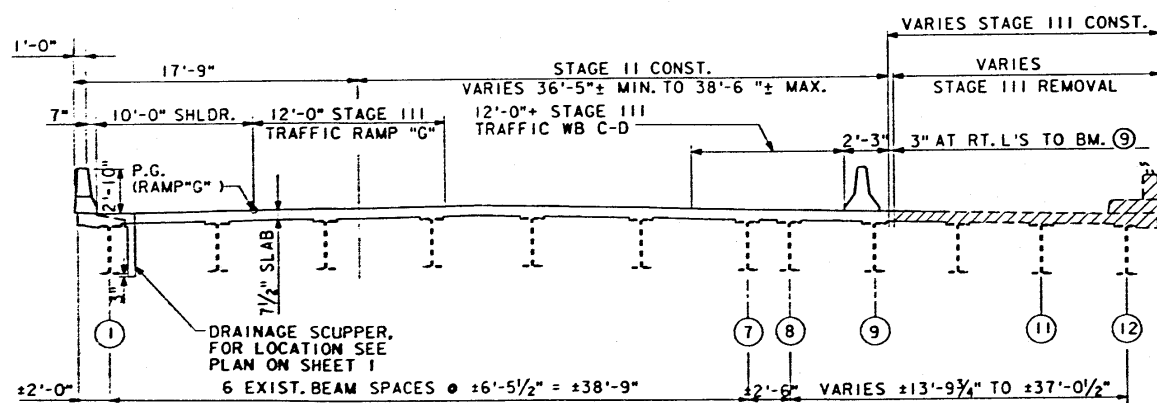 VARIES STAGE III CONST.
1'-0"
17'-9"
STAGE II CONST.
VARIES 36'-5"± MIN. TO 38'-6"± MAX.
VARIES
STAGE III REMOVAL
7"
10'-0" SHLDR.
12'-0" STAGE III
TRAFFIC RAMP "G"
12'-0"+ STAGE III
TRAFFIC WB C-D
2'-3"
3" AT RT. L'S TO BM. 9
2'-10"
P.G.
(RAMP"G")
7½" SLAB
3"
1
7
8
9
11
12
DRAINAGE SCUPPER,
FOR LOCATION SEE
PLAN ON SHEET 1
±2'-0"
6 EXIST. BEAM SPACES @ ±6'-5½" = ±38'-9"
±2'-6"
VARIES ±13'-9¾" TO ±37'-0½"